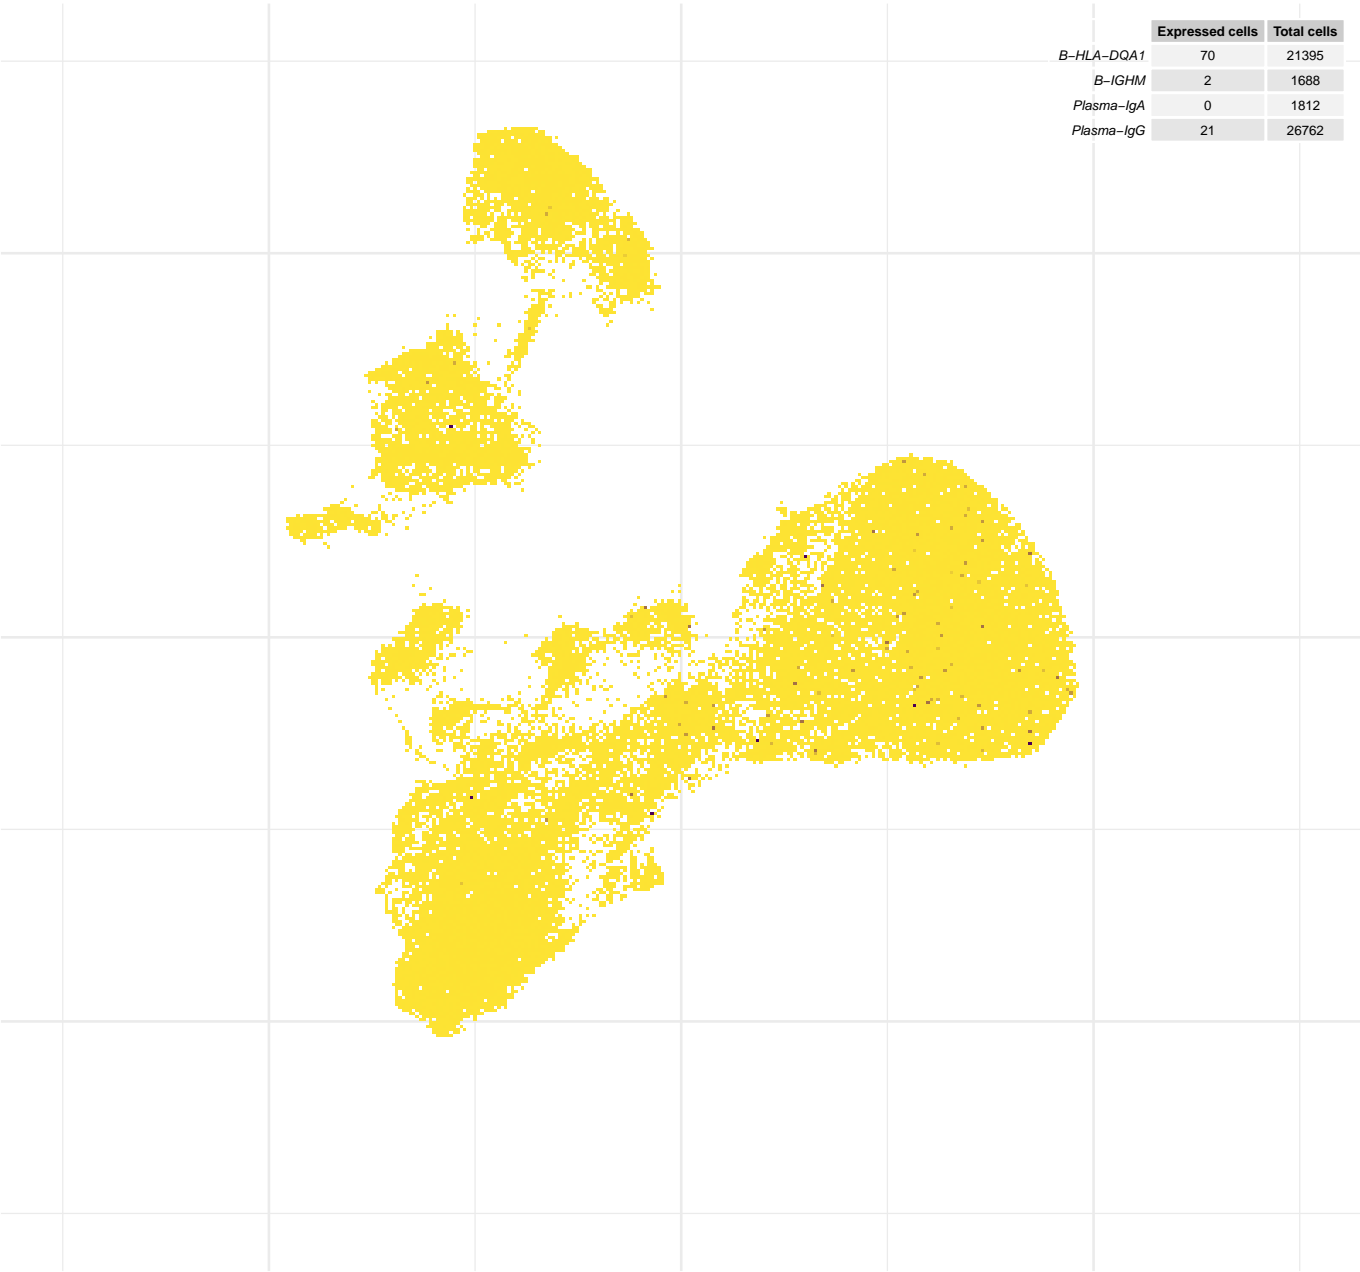 Expressed cells Total cells
B−HLA−DQA1 70 21395
B−IGHM 2 1688
Plasma−IgA 0 1812
Plasma−IgG 21 26762